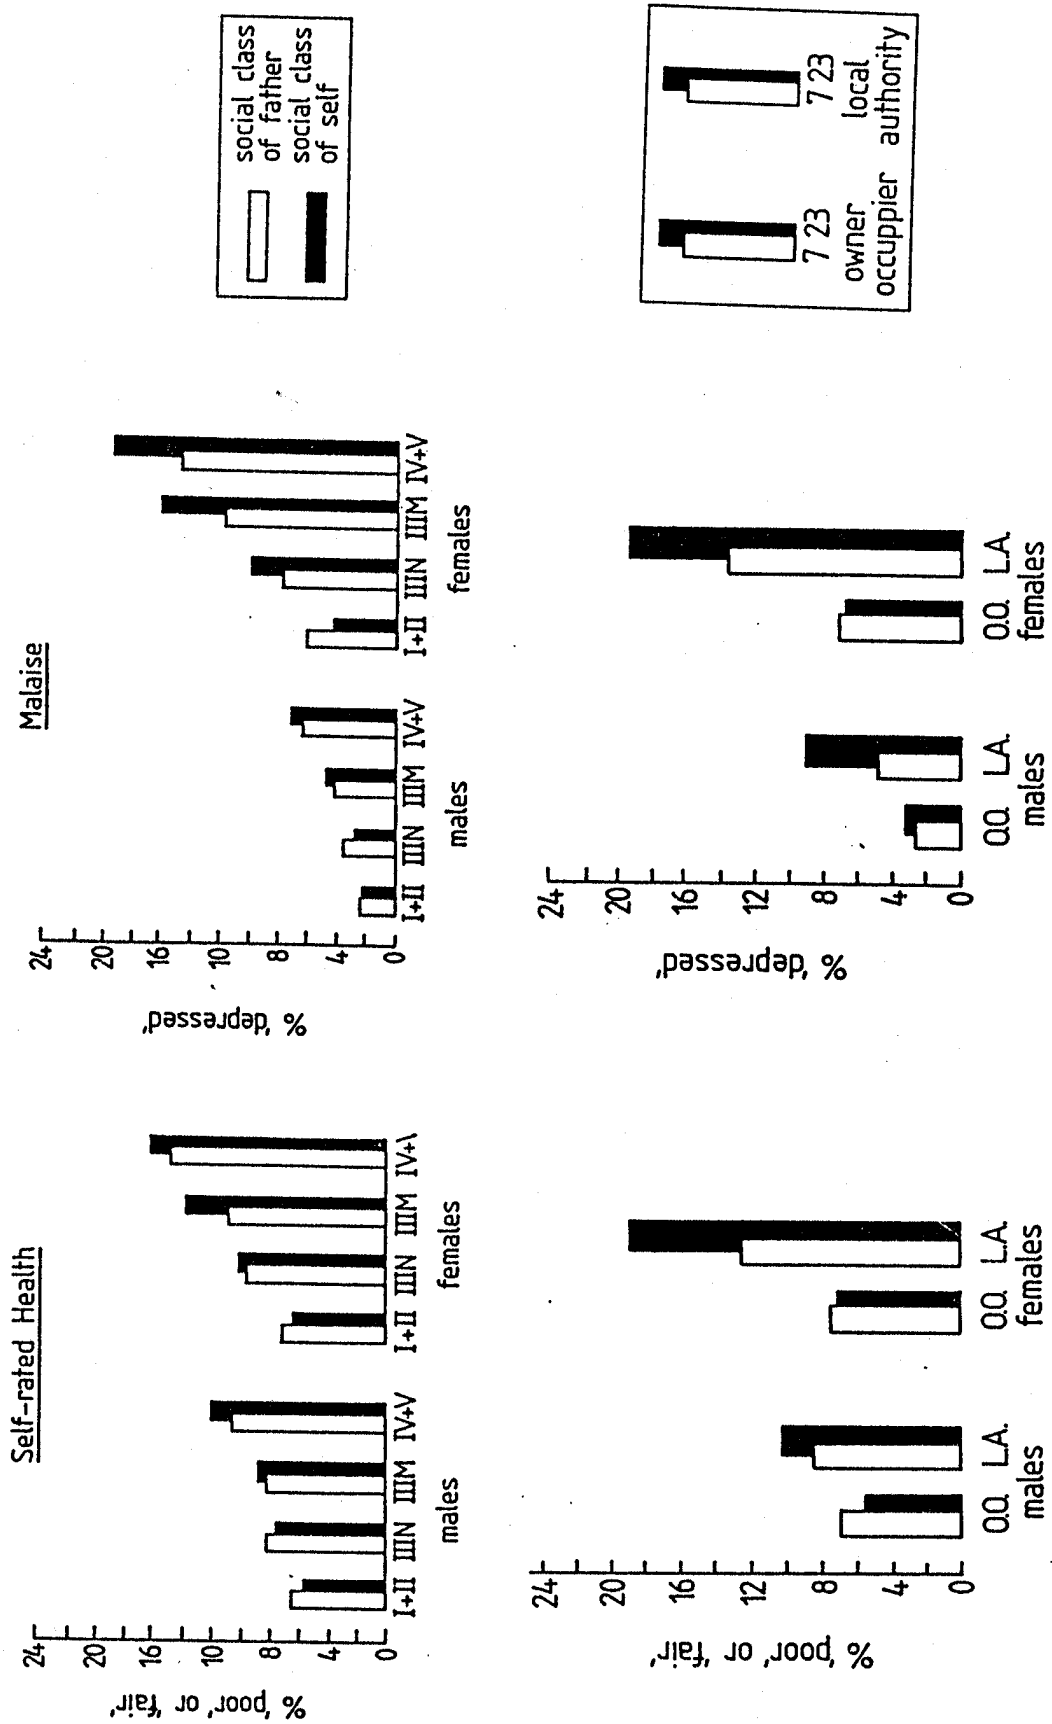 Self-rated Health
% 'poor' or 'fair'
24
20
16
10
8
4
0
I+II IIIN IIIM IV+V
males
I+II IIIN IIIM IV+\
females
Malaise
% 'depressed'
24
20
16
10
8
4
0
I+II IIIN IIIM IV+V
males
I+II IIIN IIIM IV+V
females
social class
of father
social class
of self
% 'poor' or 'fair'
24
20
16
12
8
4
0
O.O. L.A.
males
O.O. L.A.
females
% 'depressed'
24
20
16
12
8
4
0
O.O. L.A.
males
O.O. L.A.
females
7 23
owner
occuppier
7 23
local
authority